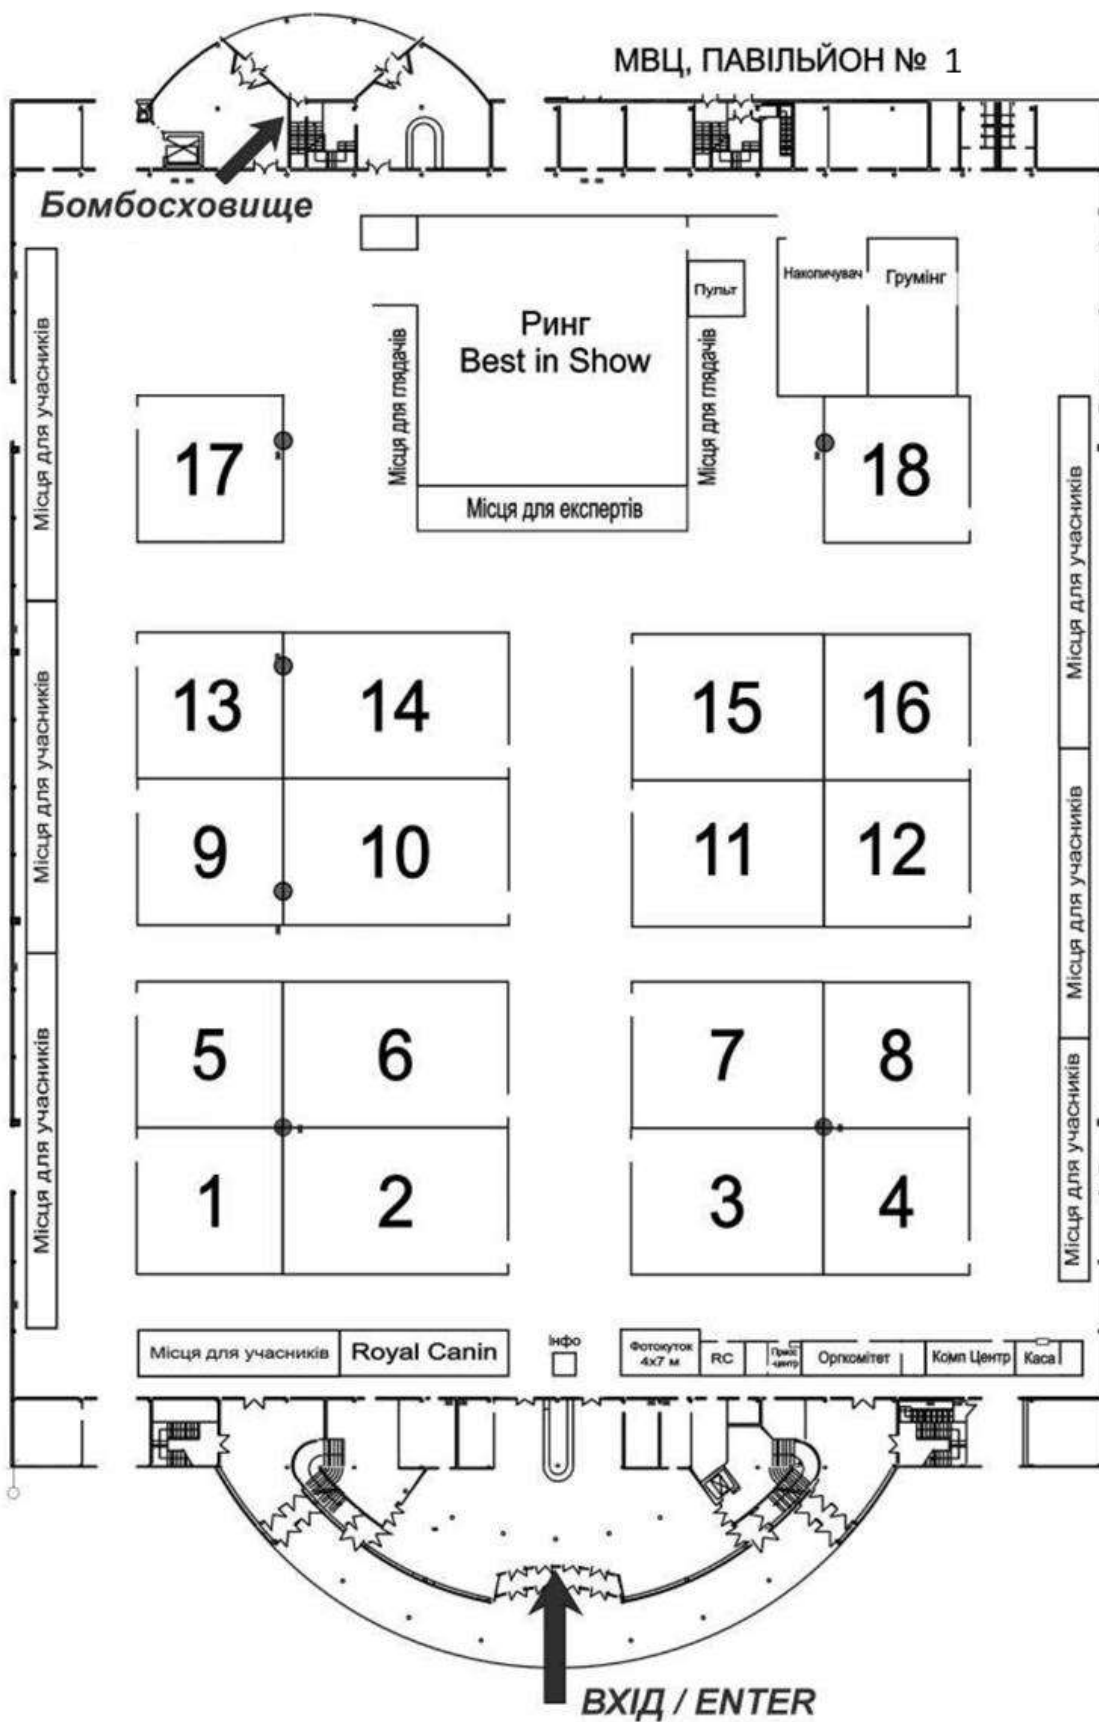 МВЦ, ПАВІЛЬЙОН № 1
Бомбосховище
Накопичувач
Грумінг
Пульт
Ринг
Best in Show
Місця для глядачів
Місця для глядачів
Місця для експертів
17
18
Місця для учасників
Місця для учасників
Місця для учасників
Місця для учасників
Місця для учасників
Місця для учасників
13
14
15
16
9
10
11
12
5
6
7
8
1
2
3
4
Місця для учасників
Royal Canin
Інфо
Фотокуток
4х7 м
RC
Прес
-центр
Оргкомітет
Комп Центр
Каса
ВХІД / ENTER